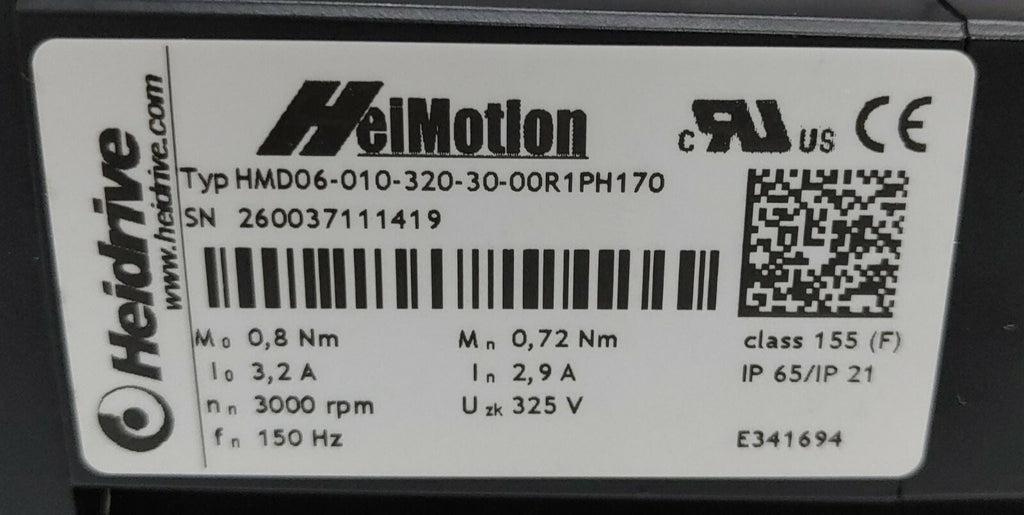 Heidrive
www.heidrive.com
HeiMotion
c RU US CE
Typ HMD06-010-320-30-00R1PH170
SN 260037111419
M0 0,8 Nm Mn 0,72 Nm class 155 (F)
I0 3,2 A In 2,9 A IP 65/IP 21
nn 3000 rpm Uzk 325 V
fn 150 Hz E341694